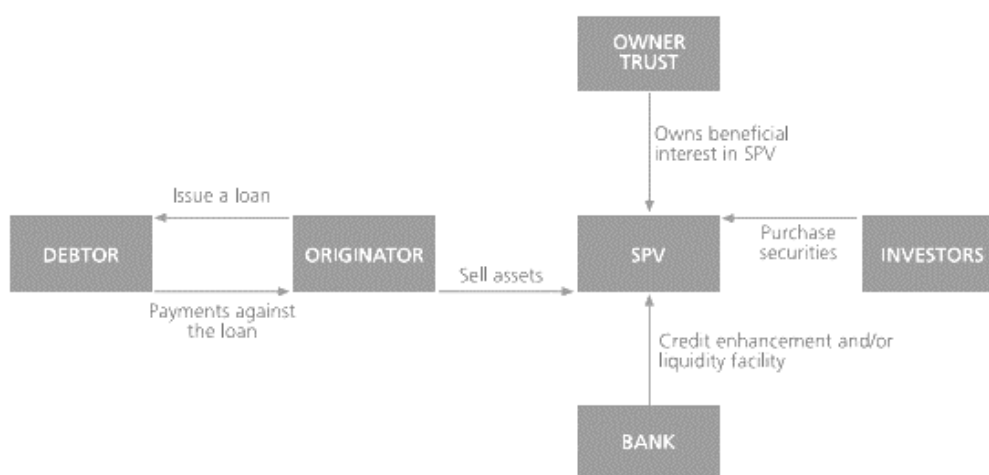 OWNER
TRUST
Owns beneficial
interest in SPV
Issue a loan
DEBTOR
ORIGINATOR
SPV
Purchase
securities
INVESTORS
Sell assets
Payments against
the loan
Credit enhancement and/or
liquidity facility
BANK